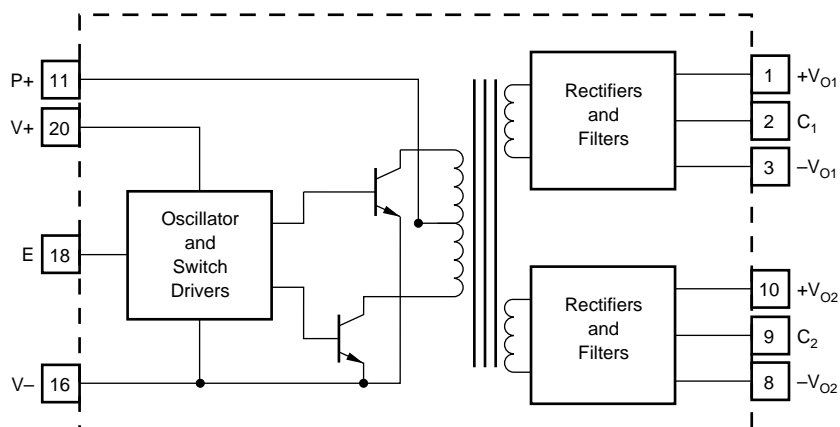 P+ 11
V+ 20
E 18
V– 16
Oscillator
and
Switch
Drivers
Rectifiers
and
Filters
1 +VO1
2 C1
3 –VO1
Rectifiers
and
Filters
10 +VO2
9 C2
8 –VO2